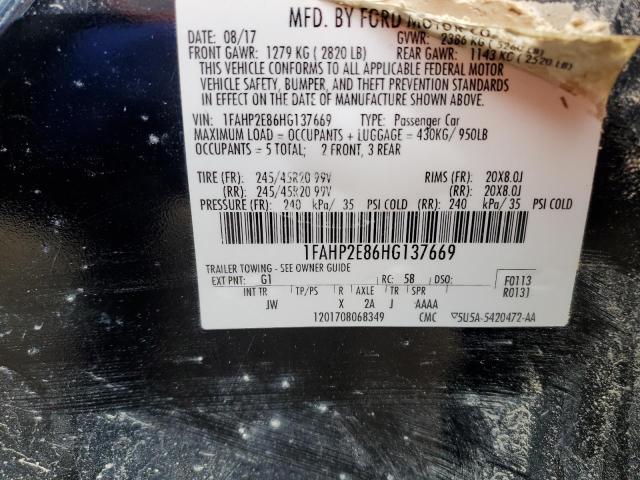 MFD. BY FORD MOTOR CO.
DATE: 08/17 GVWR: 2386 KG ( 5260 LB)
FRONT GAWR: 1279 KG ( 2820 LB) REAR GAWR: 1143 KG ( 2520 LB)
THIS VEHICLE CONFORMS TO ALL APPLICABLE FEDERAL MOTOR
VEHICLE SAFETY, BUMPER, AND THEFT PREVENTION STANDARDS
IN EFFECT ON THE DATE OF MANUFACTURE SHOWN ABOVE.
VIN: 1FAHP2E86HG137669 TYPE: Passenger Car
MAXIMUM LOAD = OCCUPANTS + LUGGAGE = 430KG/ 950LB
OCCUPANTS = 5 TOTAL; 2 FRONT, 3 REAR
TIRE (FR): 245/45R20 99V RIMS (FR): 20X8.0J
(RR): 245/45R20 99V (RR): 20X8.0J
PRESSURE (FR): 240 kPa/ 35 PSI COLD (RR): 240 kPa/ 35 PSI COLD
1FAHP2E86HG137669
TRAILER TOWING - SEE OWNER GUIDE
EXT PNT: G1 RC: 58 DSO: F0113
INT TR TP/PS R AXLE TR SPR R0131
JW X 2A J AAAA
1201708068349 CMC 5U5A-5420472-AA